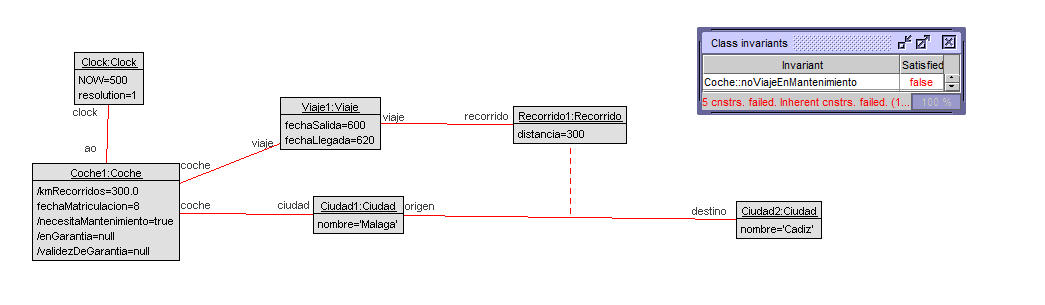 Clock:Clock
NOW=500
resolution=1
clock
ao
Coche1:Coche
/kmRecorridos=300.0
fechaMatriculacion=8
/necesitaMantenimiento=true
/enGarantia=null
/validezDeGarantia=null
coche
viaje
Viaje1:Viaje
fechaSalida=600
fechaLlegada=620
viaje
recorrido
Recorrido1:Recorrido
distancia=300
coche
ciudad
Ciudad1:Ciudad
nombre='Malaga'
origen
destino
Ciudad2:Ciudad
nombre='Cadiz'
Class invariants
Invariant Satisfied
Coche::noViajeEnMantenimiento false
5 cnstrs. failed. Inherent cnstrs. failed. (1... 100 %